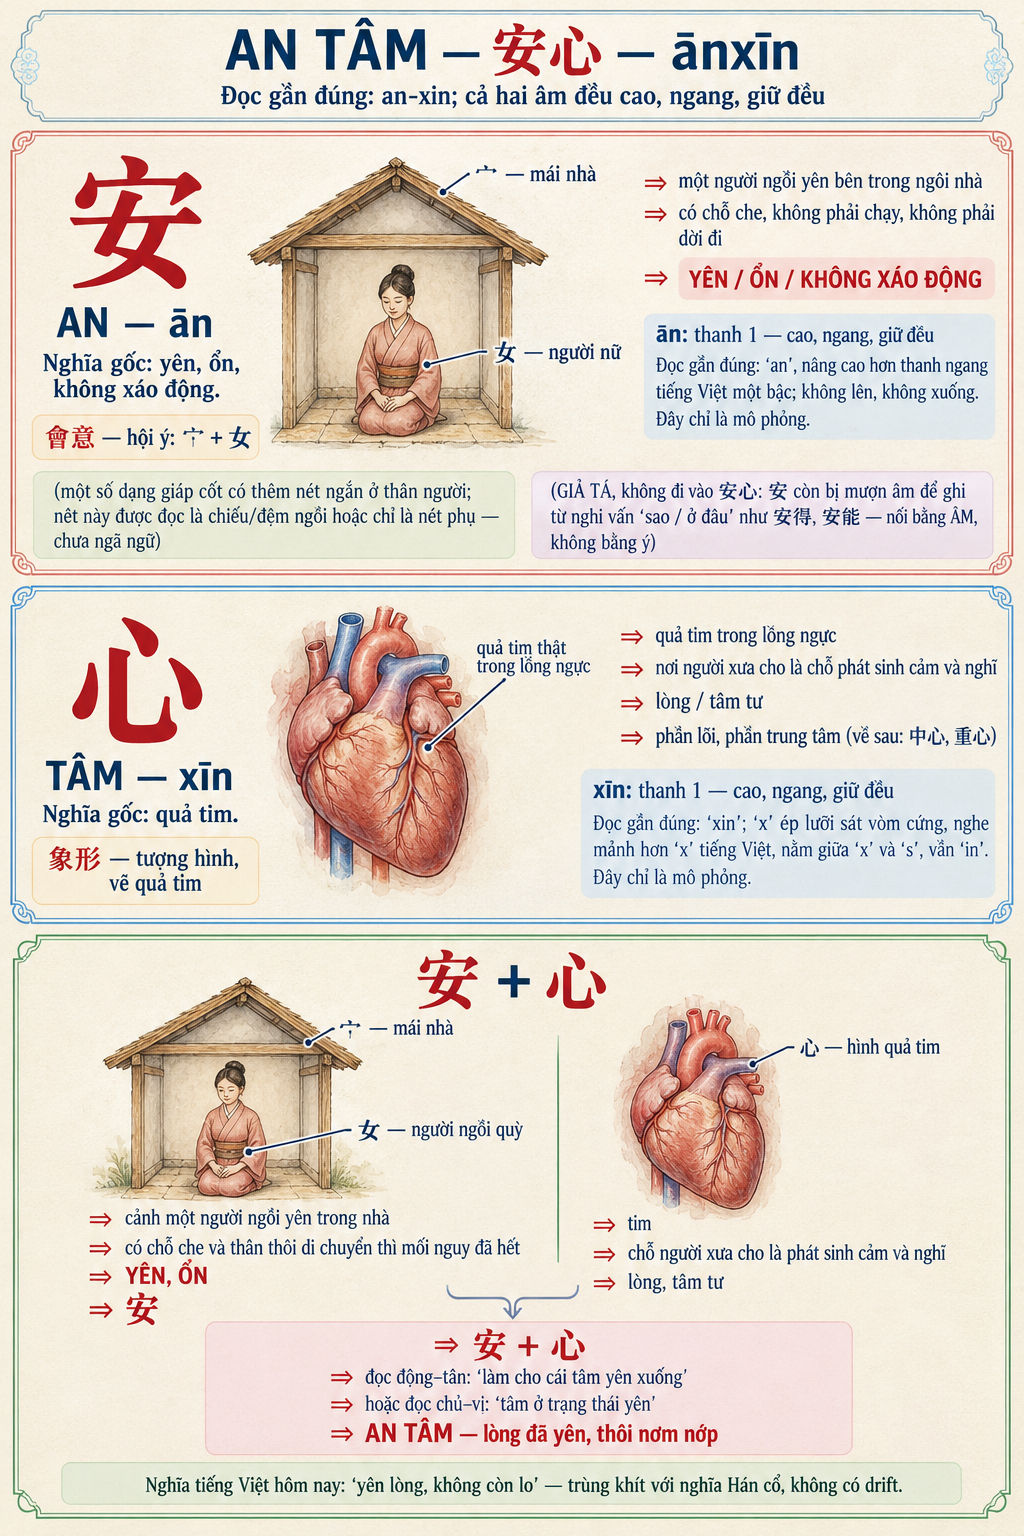 AN TÂM — 安心 — ānxīn
Đọc gần đúng: an-xin; cả hai âm đều cao, ngang, giữ đều
安
AN — ān
Nghĩa gốc: yên, ổn,
không xáo động.
會意 — hội ý: 宀 + 女
宀 — mái nhà
女 — người nữ
⇒ một người ngồi yên bên trong ngôi nhà
⇒ có chỗ che, không phải chạy, không phải
dời đi
⇒ YÊN / ỔN / KHÔNG XÁO ĐỘNG
ān: thanh 1 — cao, ngang, giữ đều
Đọc gần đúng: ‘an’, nâng cao hơn thanh ngang
tiếng Việt một bậc; không lên, không xuống.
Đây chỉ là mô phỏng.
(một số dạng giáp cốt có thêm nét ngắn ở thân người;
nét này được đọc là chiếu/đệm ngồi hoặc chỉ là nét phụ —
chưa ngã ngữ)
(GIẢ TÁ, không đi vào 安心: 安 còn bị mượn âm để ghi
từ nghi vấn ‘sao / ở đâu’ như 安得, 安能 — nối bằng ÂM,
không bằng ý)
心
TÂM — xīn
Nghĩa gốc: quả tim.
象形 — tượng hình,
vẽ quả tim
quả tim thật
trong lồng ngực
⇒ quả tim trong lồng ngực
⇒ nơi người xưa cho là chỗ phát sinh cảm và nghĩ
⇒ lòng / tâm tư
⇒ phần lõi, phần trung tâm (về sau: 中心, 重心)
xīn: thanh 1 — cao, ngang, giữ đều
Đọc gần đúng: ‘xin’; ‘x’ ép lưỡi sát vòm cứng, nghe
mảnh hơn ‘x’ tiếng Việt, nằm giữa ‘x’ và ‘s’, vần ‘in’.
Đây chỉ là mô phỏng.
安 + 心
宀 — mái nhà
女 — người ngồi quỳ
⇒ cảnh một người ngồi yên trong nhà
⇒ có chỗ che và thân thôi di chuyển thì mối nguy đã hết
⇒ YÊN, ỔN
⇒ 安
心 — hình quả tim
⇒ tim
⇒ chỗ người xưa cho là phát sinh cảm và nghĩ
⇒ lòng, tâm tư
⇒ 安 + 心
⇒ đọc động–tân: ‘làm cho cái tâm yên xuống’
⇒ hoặc đọc chủ–vị: ‘tâm ở trạng thái yên’
⇒ AN TÂM — lòng đã yên, thôi nơm nớp
Nghĩa tiếng Việt hôm nay: ‘yên lòng, không còn lo’ — trùng khít với nghĩa Hán cổ, không có drift.